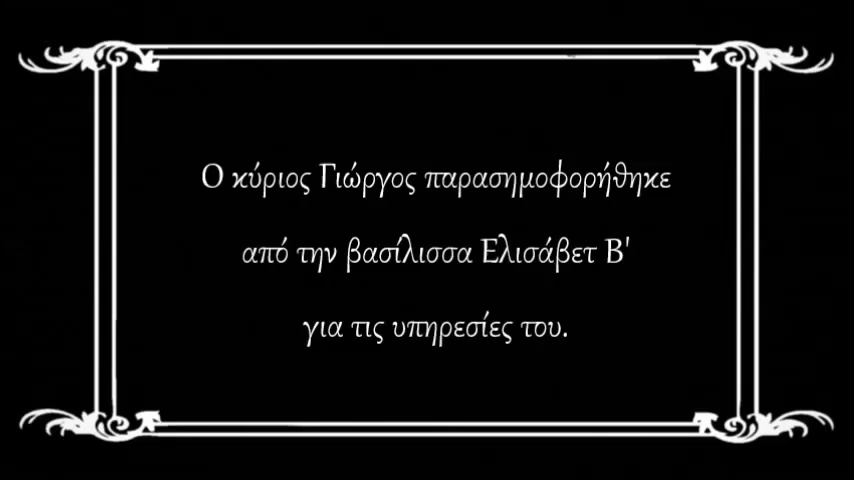 Ο κύριος Γιώργος παρασημοφορήθηκε
από την βασίλισσα Ελισάβετ Β'
για τις υπηρεσίες του.